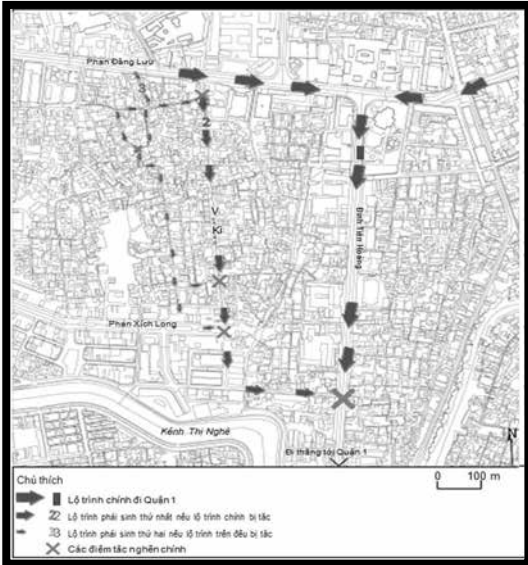 Phan Đăng Lưu
3
2
V
Ki
Đinh Tiên Hoàng
Phan Xích Long
Kênh Thị Nghè
Đi thẳng tới Quận 1
N
0 100 m
Chú thích
Lộ trình chính đi Quận 1
22 Lộ trình phái sinh thứ nhất nếu lộ trình chính bị tắc
33 Lộ trình phái sinh thứ hai nếu lộ trình trên đều bị tắc
Các điểm tắc nghẽn chính